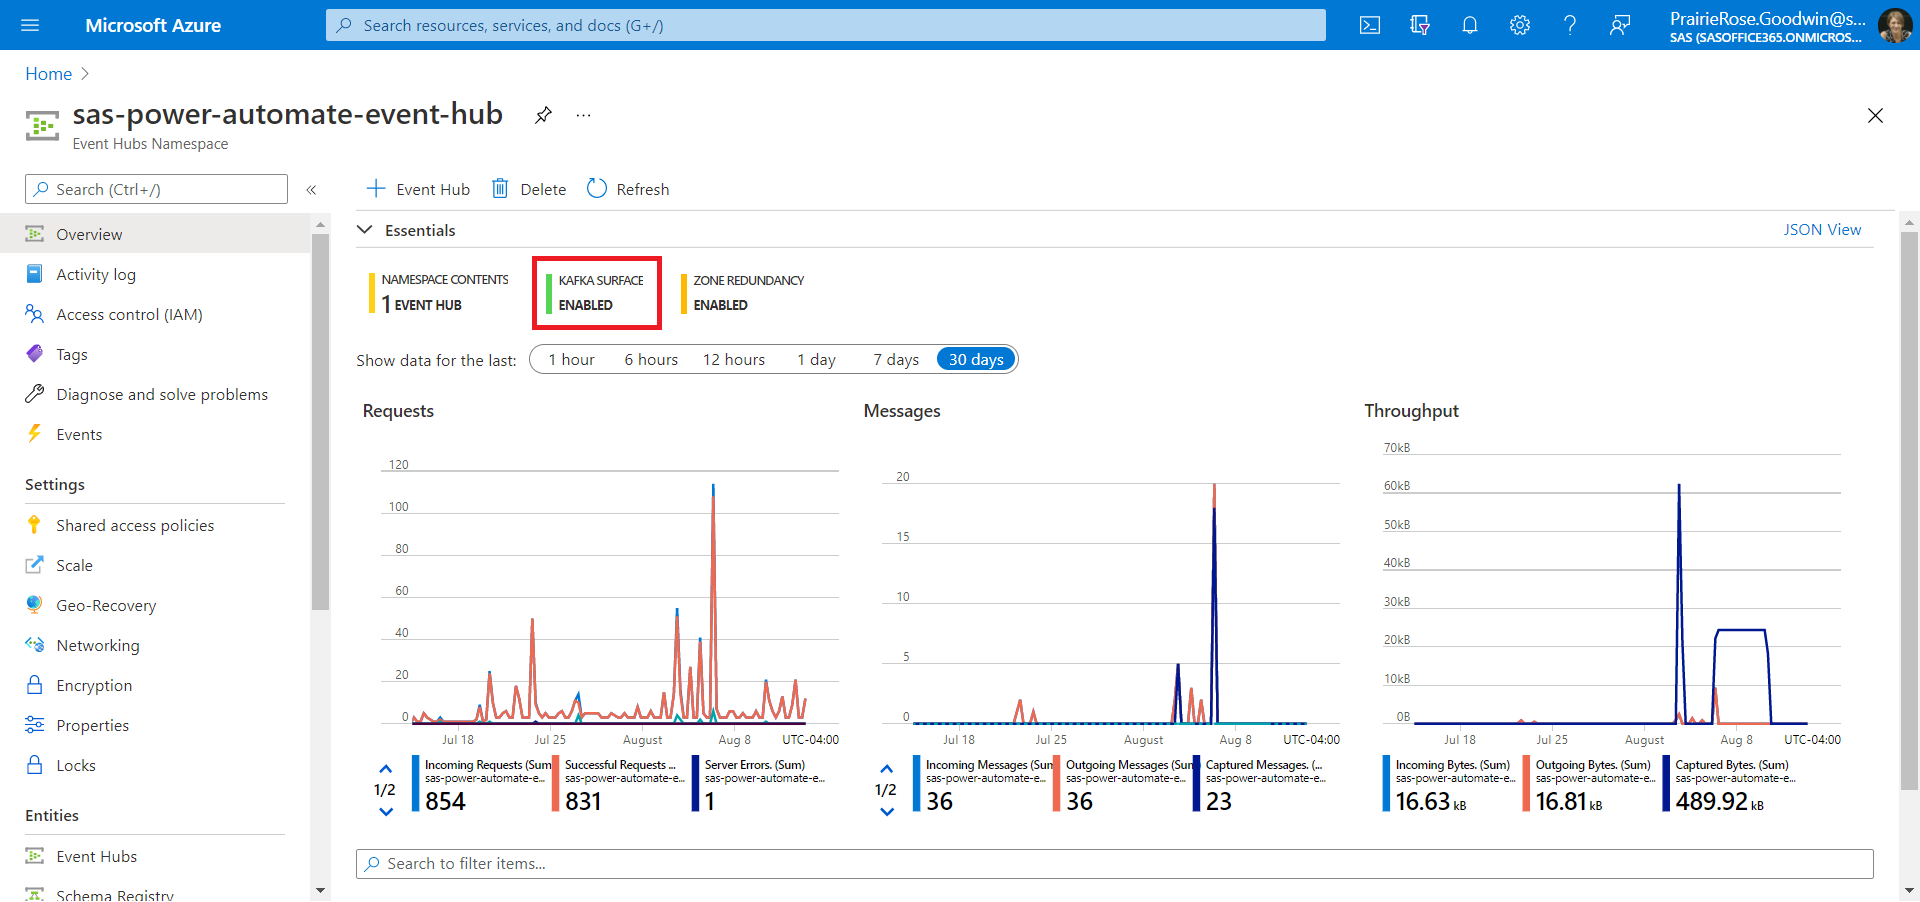 Microsoft Azure
Search resources, services, and docs (G+/)
PrairieRose.Goodwin@s...
SAS (SASOFFICE365.ONMICROS...
Home
sas-power-automate-event-hub
...
Event Hubs Namespace
Search (Ctrl+/)
«
Event Hub
Delete
Refresh
Overview
Activity log
Access control (IAM)
Tags
Diagnose and solve problems
Events
Settings
Shared access policies
Scale
Geo-Recovery
Networking
Encryption
Properties
Locks
Entities
Event Hubs
Schema Registry
Essentials
JSON View
NAMESPACE CONTENTS
1 EVENT HUB
KAFKA SURFACE
ENABLED
ZONE REDUNDANCY
ENABLED
Show data for the last:
1 hour
6 hours
12 hours
1 day
7 days
30 days
Requests
120
100
80
60
40
20
0
Jul 18
Jul 25
August
Aug 8
UTC-04:00
1/2
Incoming Requests (Sum
sas-power-automate-e...
854
Successful Requests ...
sas-power-automate-e...
831
Server Errors. (Sum)
sas-power-automate-e...
1
Messages
20
15
10
5
0
Jul 18
Jul 25
August
Aug 8
UTC-04:00
1/2
Incoming Messages (Sum
sas-power-automate-e...
36
Outgoing Messages (Sum
sas-power-automate-e...
36
Captured Messages. (...
sas-power-automate-e...
23
Throughput
70kB
60kB
50kB
40kB
30kB
20kB
10kB
0B
Jul 18
Jul 25
August
Aug 8
UTC-04:00
Incoming Bytes. (Sum)
sas-power-automate-e...
16.63 kB
Outgoing Bytes. (Sum)
sas-power-automate-e...
16.81 kB
Captured Bytes. (Sum)
sas-power-automate-e...
489.92 kB
Search to filter items...